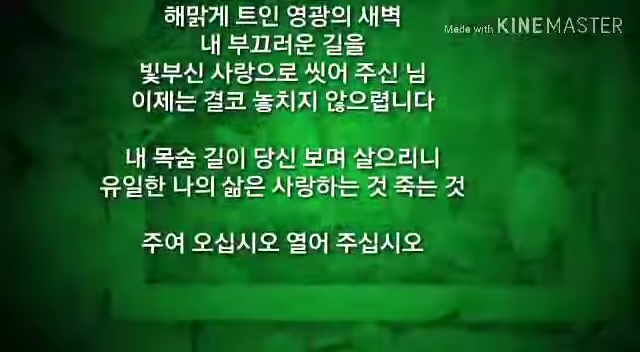 해맑게 트인 영광의 새벽
Made with KINEMASTER
내 부끄러운 길을
빛부신 사랑으로 씻어 주신 님
이제는 결코 놓치지 않으렵니다
내 목숨 길이 당신 보며 살으리니
유일한 나의 삶은 사랑하는 것 죽는 것
주여 오십시오 열어 주십시오